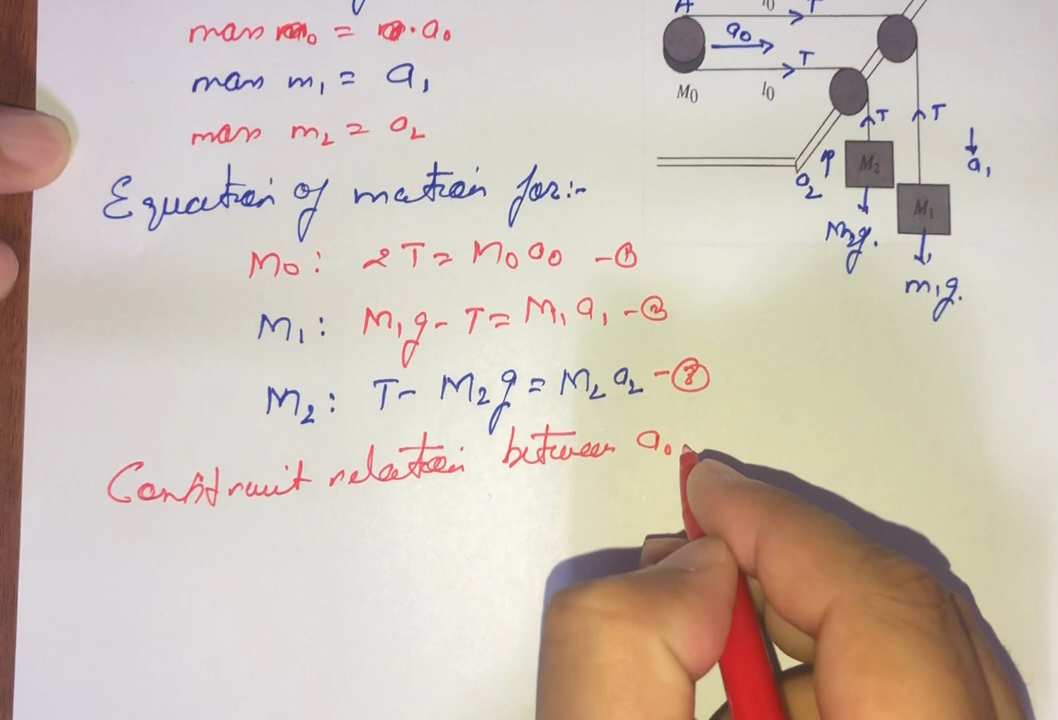 mass m₀ = a₀
mass m₁ = a₁
mass m₂ = a₂
Equation of motion for:-
M₀: 2T = M₀a₀ -①
M₁: M₁g - T = M₁a₁ -②
M₂: T - M₂g = M₂a₂ -③
Constraint relation between a₀
A
l₀ T
a₀
T
M₀ l₀
T T
a₁
a₂
M₂
M₁
M₂g.
m₁g.